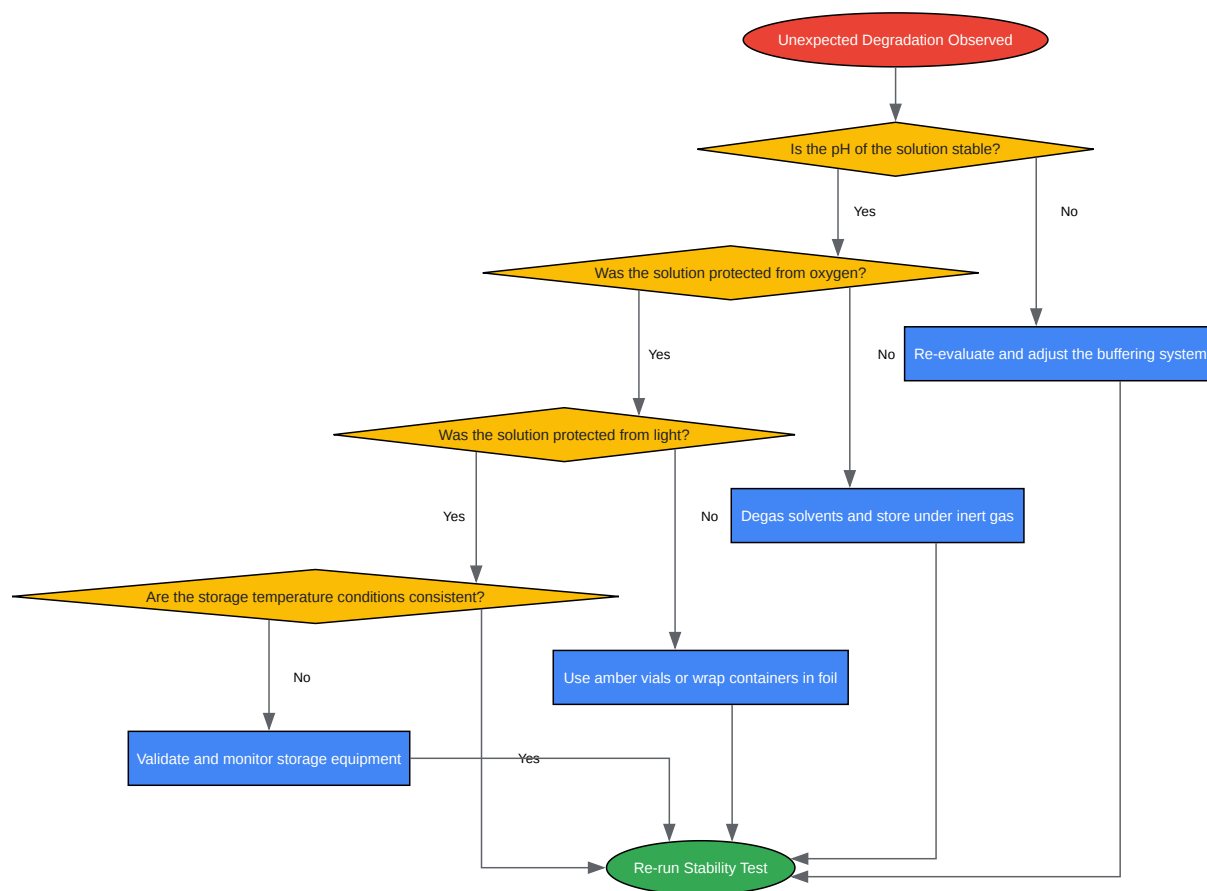 Unexpected Degradation Observed
Is the pH of the solution stable?
Yes
No
Was the solution protected from oxygen?
Yes
No
Re-evaluate and adjust the buffering system
Was the solution protected from light?
Yes
No
Degas solvents and store under inert gas
Are the storage temperature conditions consistent?
No
Use amber vials or wrap containers in foil
Validate and monitor storage equipment
Yes
Re-run Stability Test